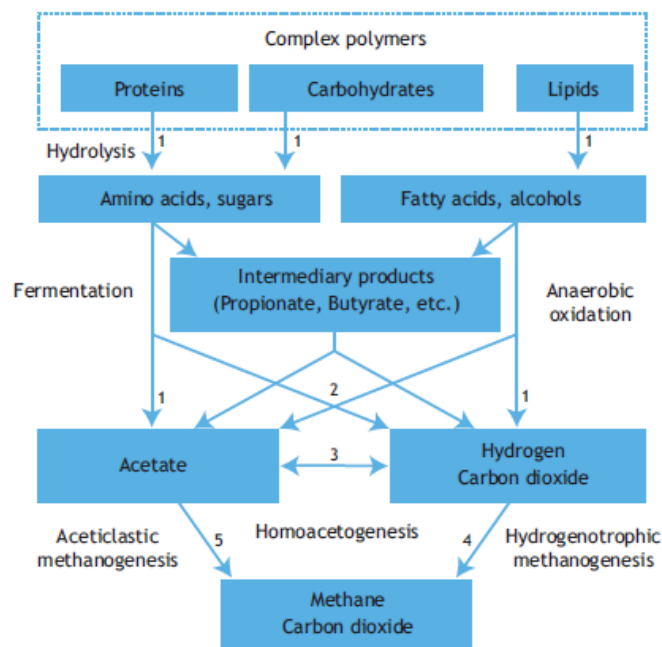 Complex polymers
Proteins
Carbohydrates
Lipids
1
1
1
Hydrolysis
Amino acids, sugars
Fatty acids, alcohols
Fermentation
Intermediary products
(Propionate, Butyrate, etc.)
Anaerobic
oxidation
1
2
1
Acetate
3
Hydrogen
Carbon dioxide
Aceticlastic
methanogenesis
5
Homoacetogenesis
4
Hydrogenotrophic
methanogenesis
Methane
Carbon dioxide